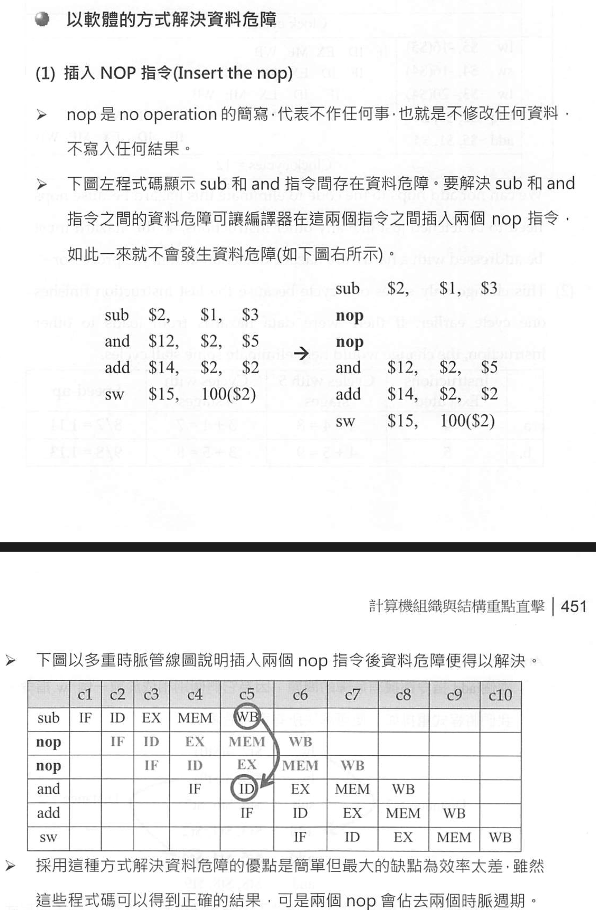 以軟體的方式解決資料危障
(1) 插入 NOP 指令(Insert the nop)
nop 是 no operation 的簡寫，代表不作任何事，也就是不修改任何資料，
不寫入任何結果。
下圖左程式碼顯示 sub 和 and 指令間存在資料危障。要解決 sub 和 and
指令之間的資料危障可讓編譯器在這兩個指令之間插入兩個 nop 指令，
如此一來就不會發生資料危障(如下圖右所示)。
sub $2, $1, $3
and $12, $2, $5
add $14, $2, $2
sw $15, 100($2)
→
sub $2, $1, $3
nop
nop
and $12, $2, $5
add $14, $2, $2
sw $15, 100($2)
計算機組織與結構重點直擊 | 451
下圖以多重時脈管線圖說明插入兩個 nop 指令後資料危障便得以解決。
c1 c2 c3 c4 c5 c6 c7 c8 c9 c10
sub IF ID EX MEM WB
nop IF ID EX MEM WB
nop IF ID EX MEM WB
and IF ID EX MEM WB
add IF ID EX MEM WB
sw IF ID EX MEM WB
採用這種方式解決資料危障的優點是簡單但最大的缺點為效率太差，雖然
這些程式碼可以得到正確的結果，可是兩個 nop 會佔去兩個時脈週期。